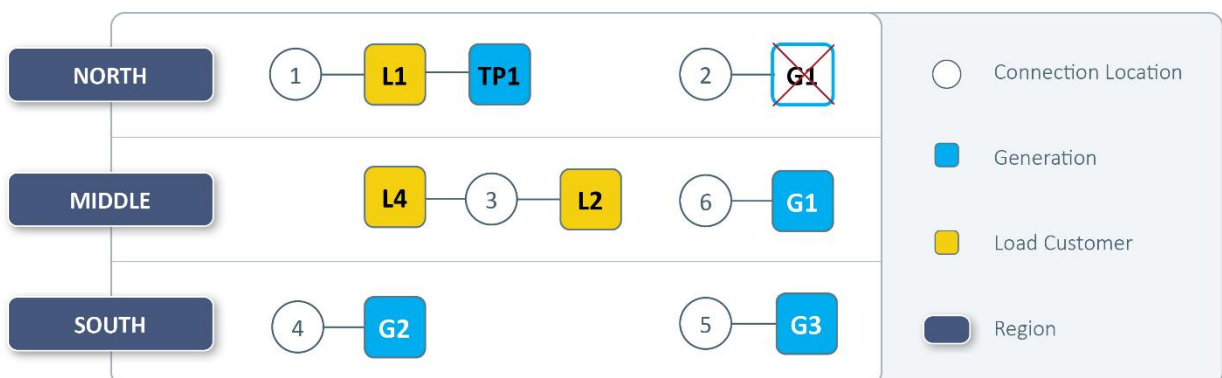 NORTH
1
L1
TP1
2
G1
Connection Location
Generation
MIDDLE
L4
3
L2
6
G1
Load Customer
SOUTH
4
G2
5
G3
Region